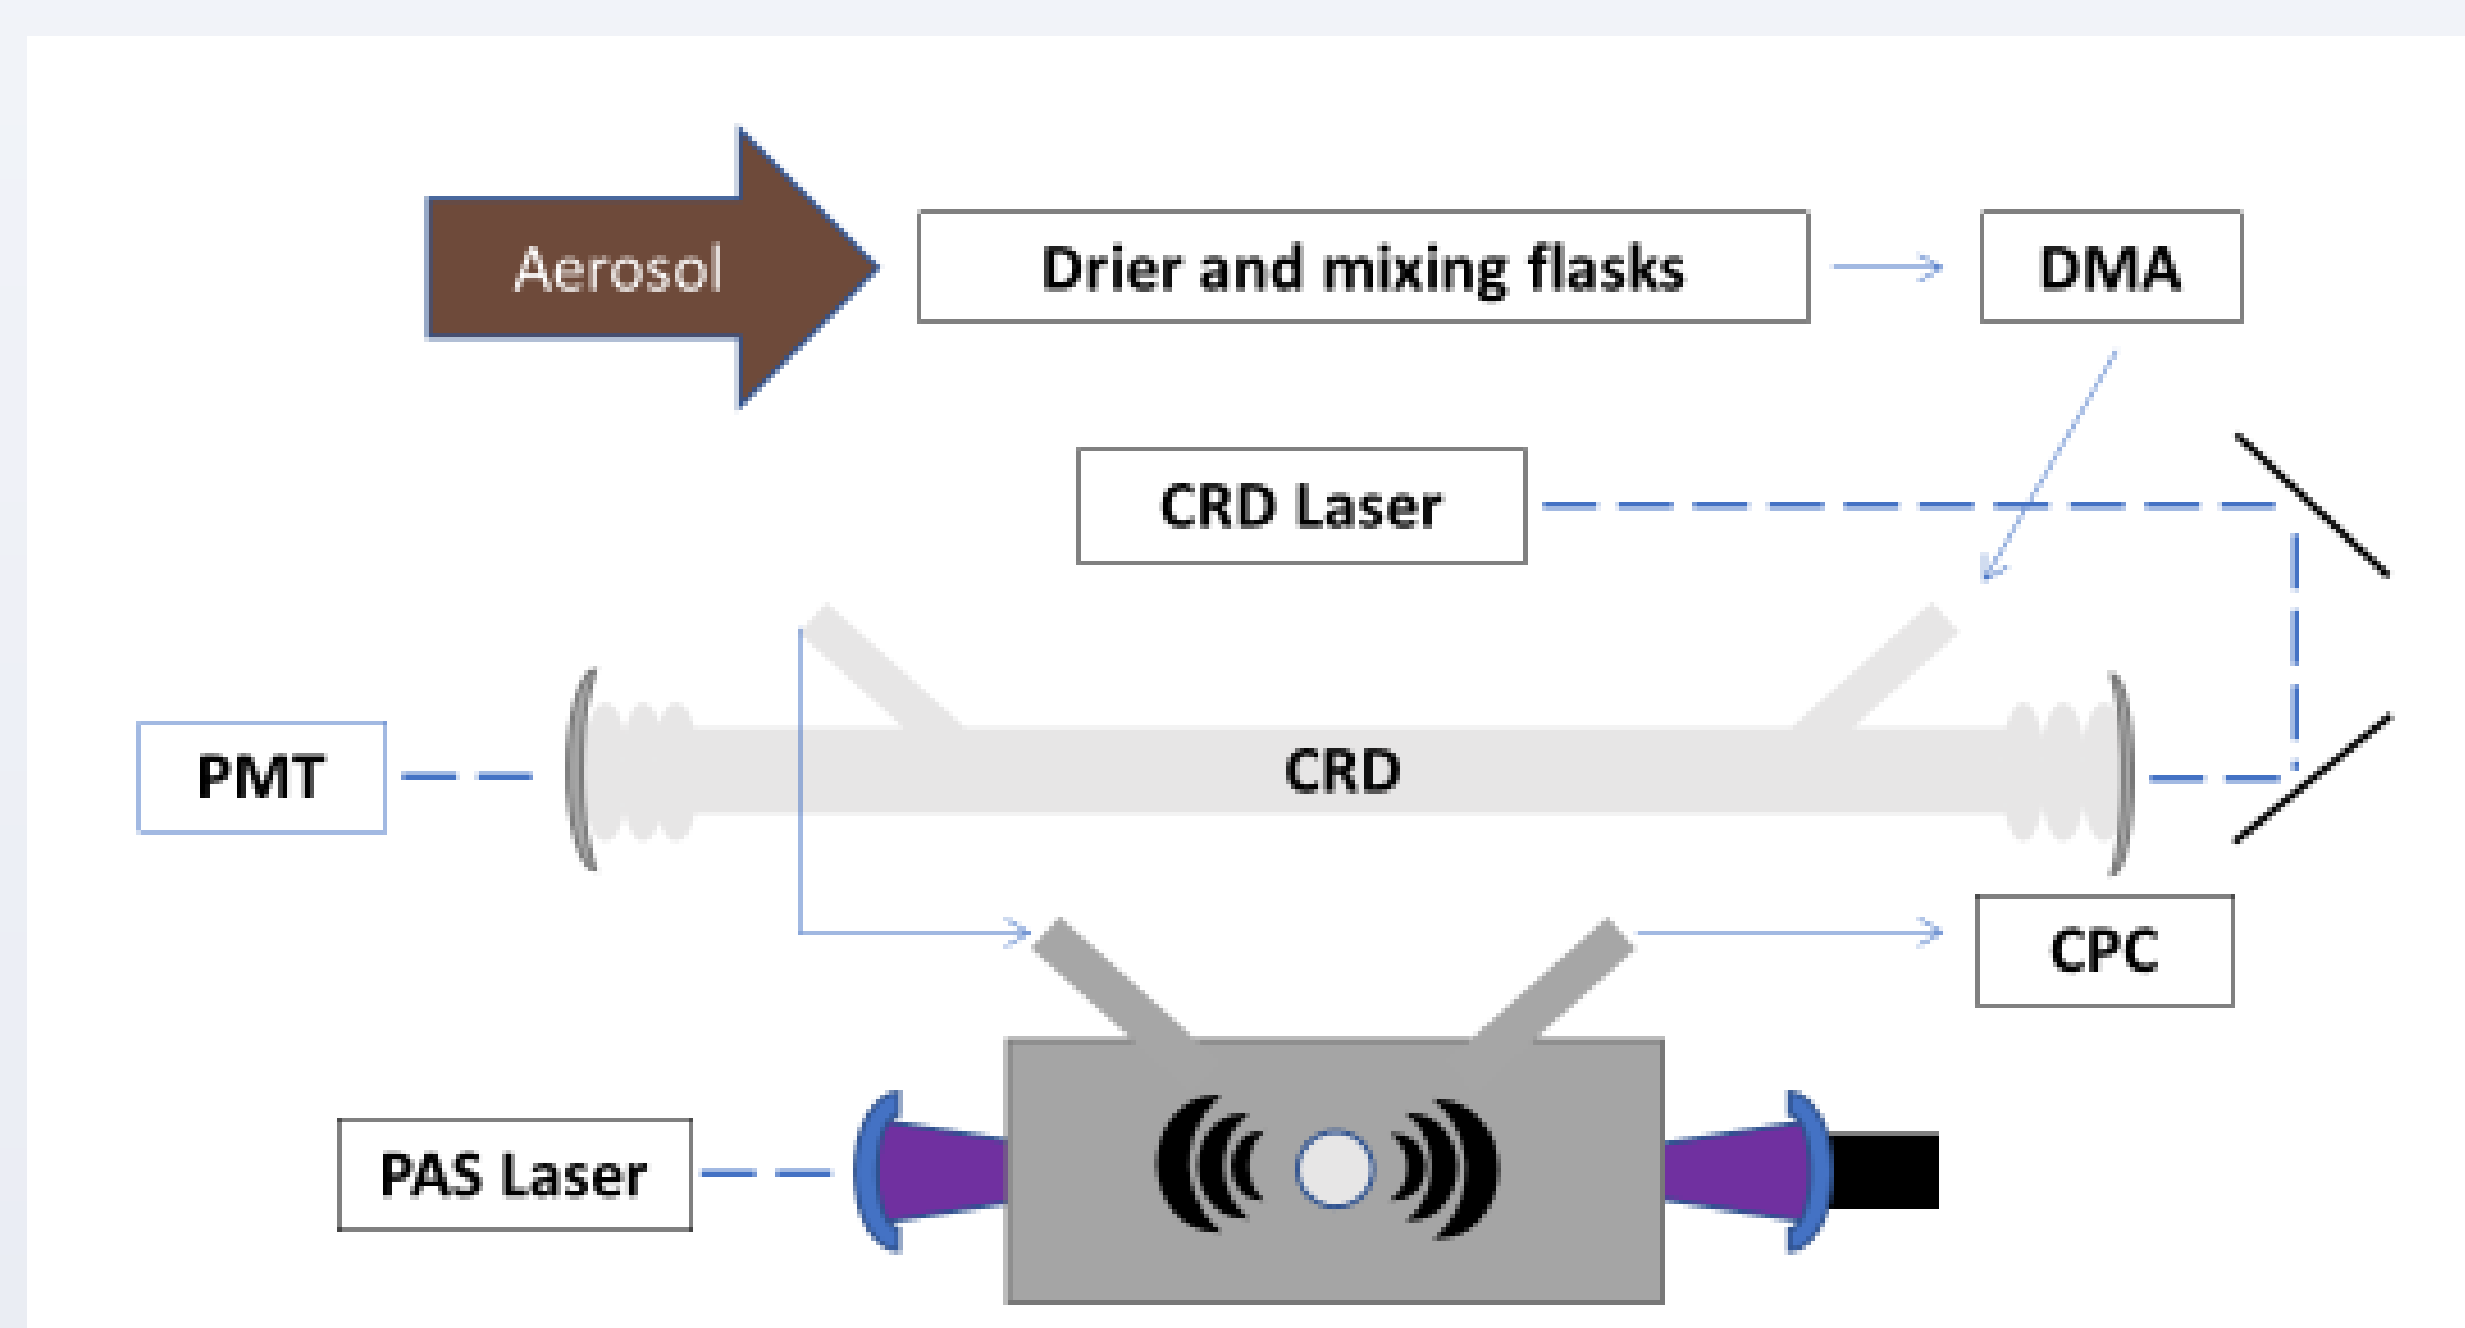 Aerosol
Drier and mixing flasks
DMA
CRD Laser
PMT
CRD
CPC
PAS Laser